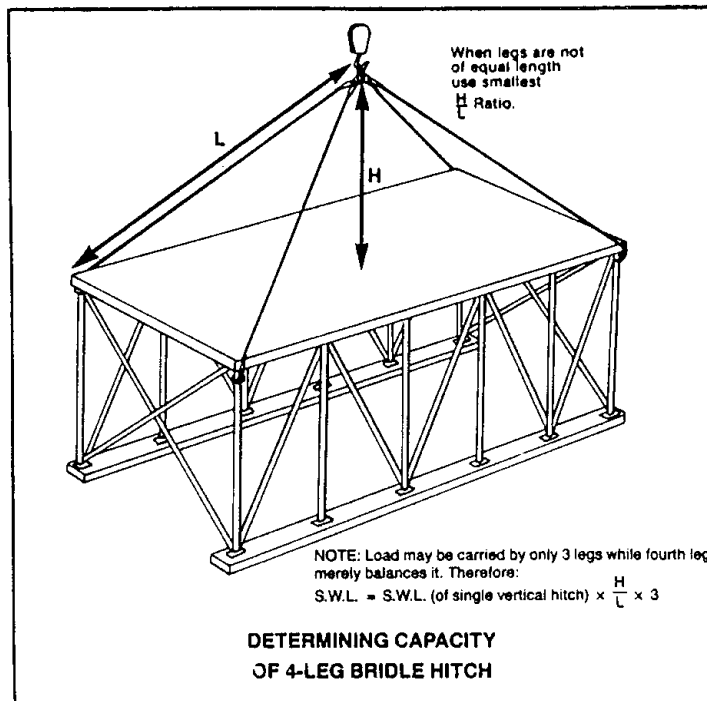 When legs are not
of equal length
use smallest
H
L Ratio.
L
H
NOTE: Load may be carried by only 3 legs while fourth leg
merely balances it. Therefore:
S.W.L. = S.W.L. (of single vertical hitch) × H/L × 3
DETERMINING CAPACITY
OF 4-LEG BRIDLE HITCH